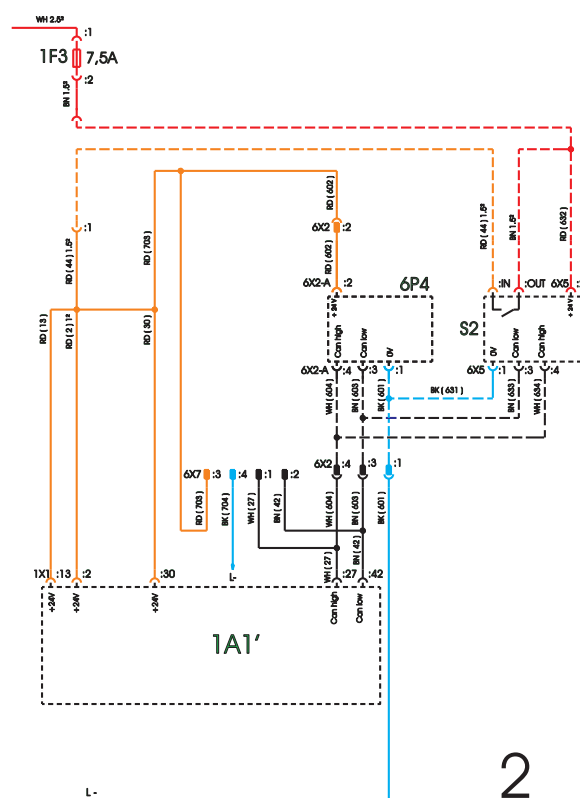 WH 2.5²
:1
1F3 7,5A
:2
BN 1.5²
:1
RD ( 44 ) 1.5²
RD ( 703 )
RD ( 602 )
6X2 :2
RD ( 602 )
6X2-A :2
6P4
+ 24V
Can high
Can low
0V
6X2-A :4 :3 :1
RD ( 44 ) 1.5²
BN 1.5²
RD ( 632 )
:IN :OUT 6X5
S2
+ 24V
0V
Can low
Can high
6X5 :1 :3 :4
BK ( 631 )
BN ( 633 )
WH ( 634 )
WH ( 604 )
BN ( 603 )
BK ( 601 )
RD ( 13 )
RD ( 2 ) 1²
RD ( 30 )
6X7 :3 :4 :1 :2
6X2 :4 :3 :1
RD ( 703 )
BK ( 704 )
WH ( 27 )
BN ( 42 )
WH ( 604 )
BN ( 603 )
BK ( 601 )
L-
WH ( 27 )
BN ( 42 )
1X1 :13 :2 :30 :27 :42
+24V
+24V
+24V
Can high
Can low
1A1’
2
L -